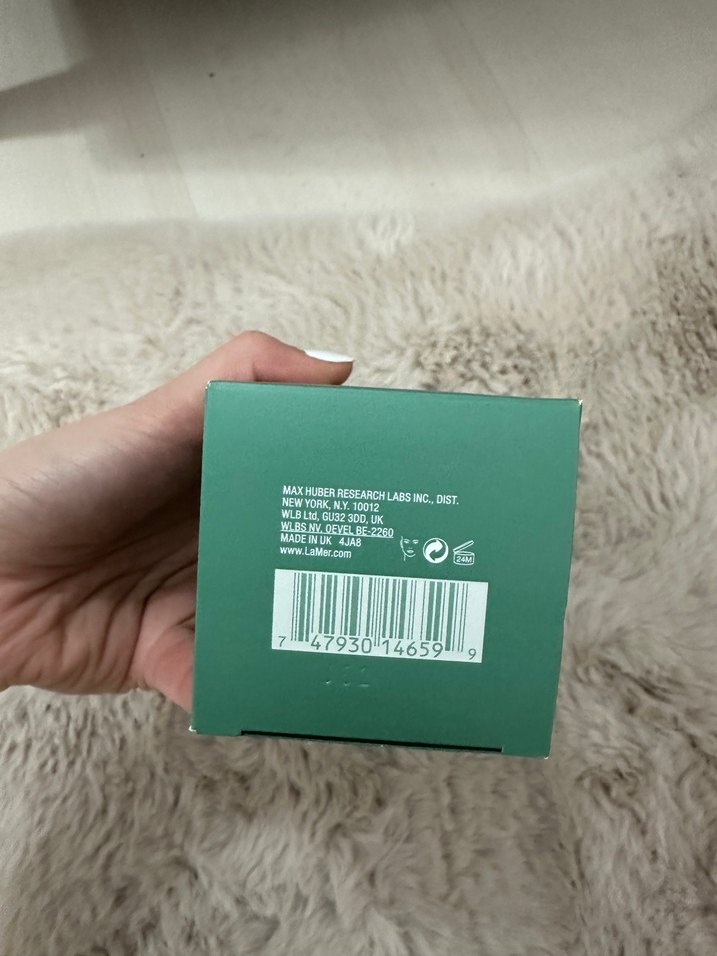 MAX HUBER RESEARCH LABS INC., DIST.
NEW YORK, N.Y. 10012
WLB Ltd, GU32 3DD, UK
WLBS NV, OEVEL BE-2260
MADE IN UK 4JA8
www.LaMer.com
24M
7 47930 14659 9